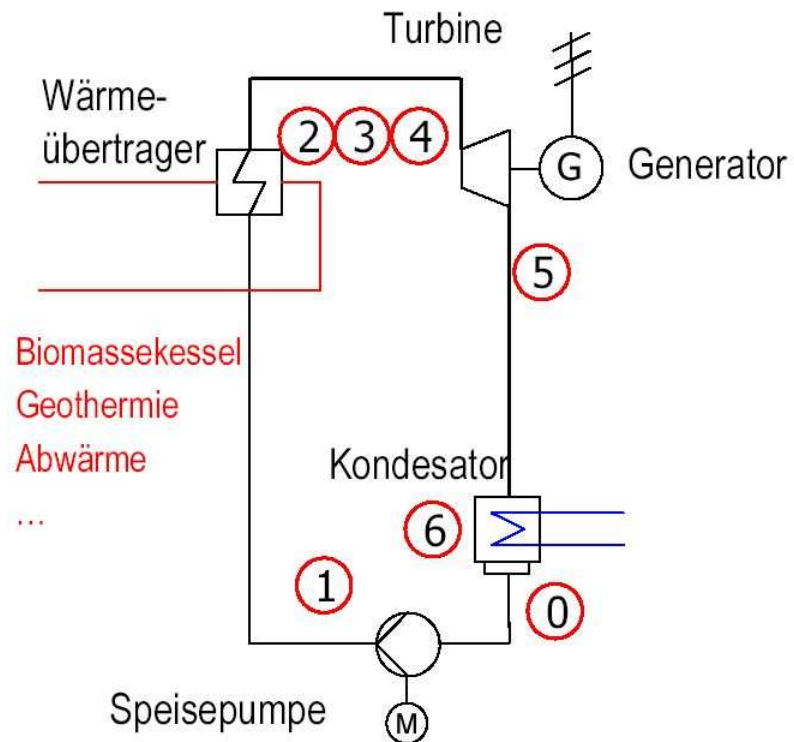 Turbine
Wärme-
übertrager
2 3 4
G
Generator
5
Biomassekessel
Geothermie
Abwärme
...
Kondesator
6
1
0
Speisepumpe
M